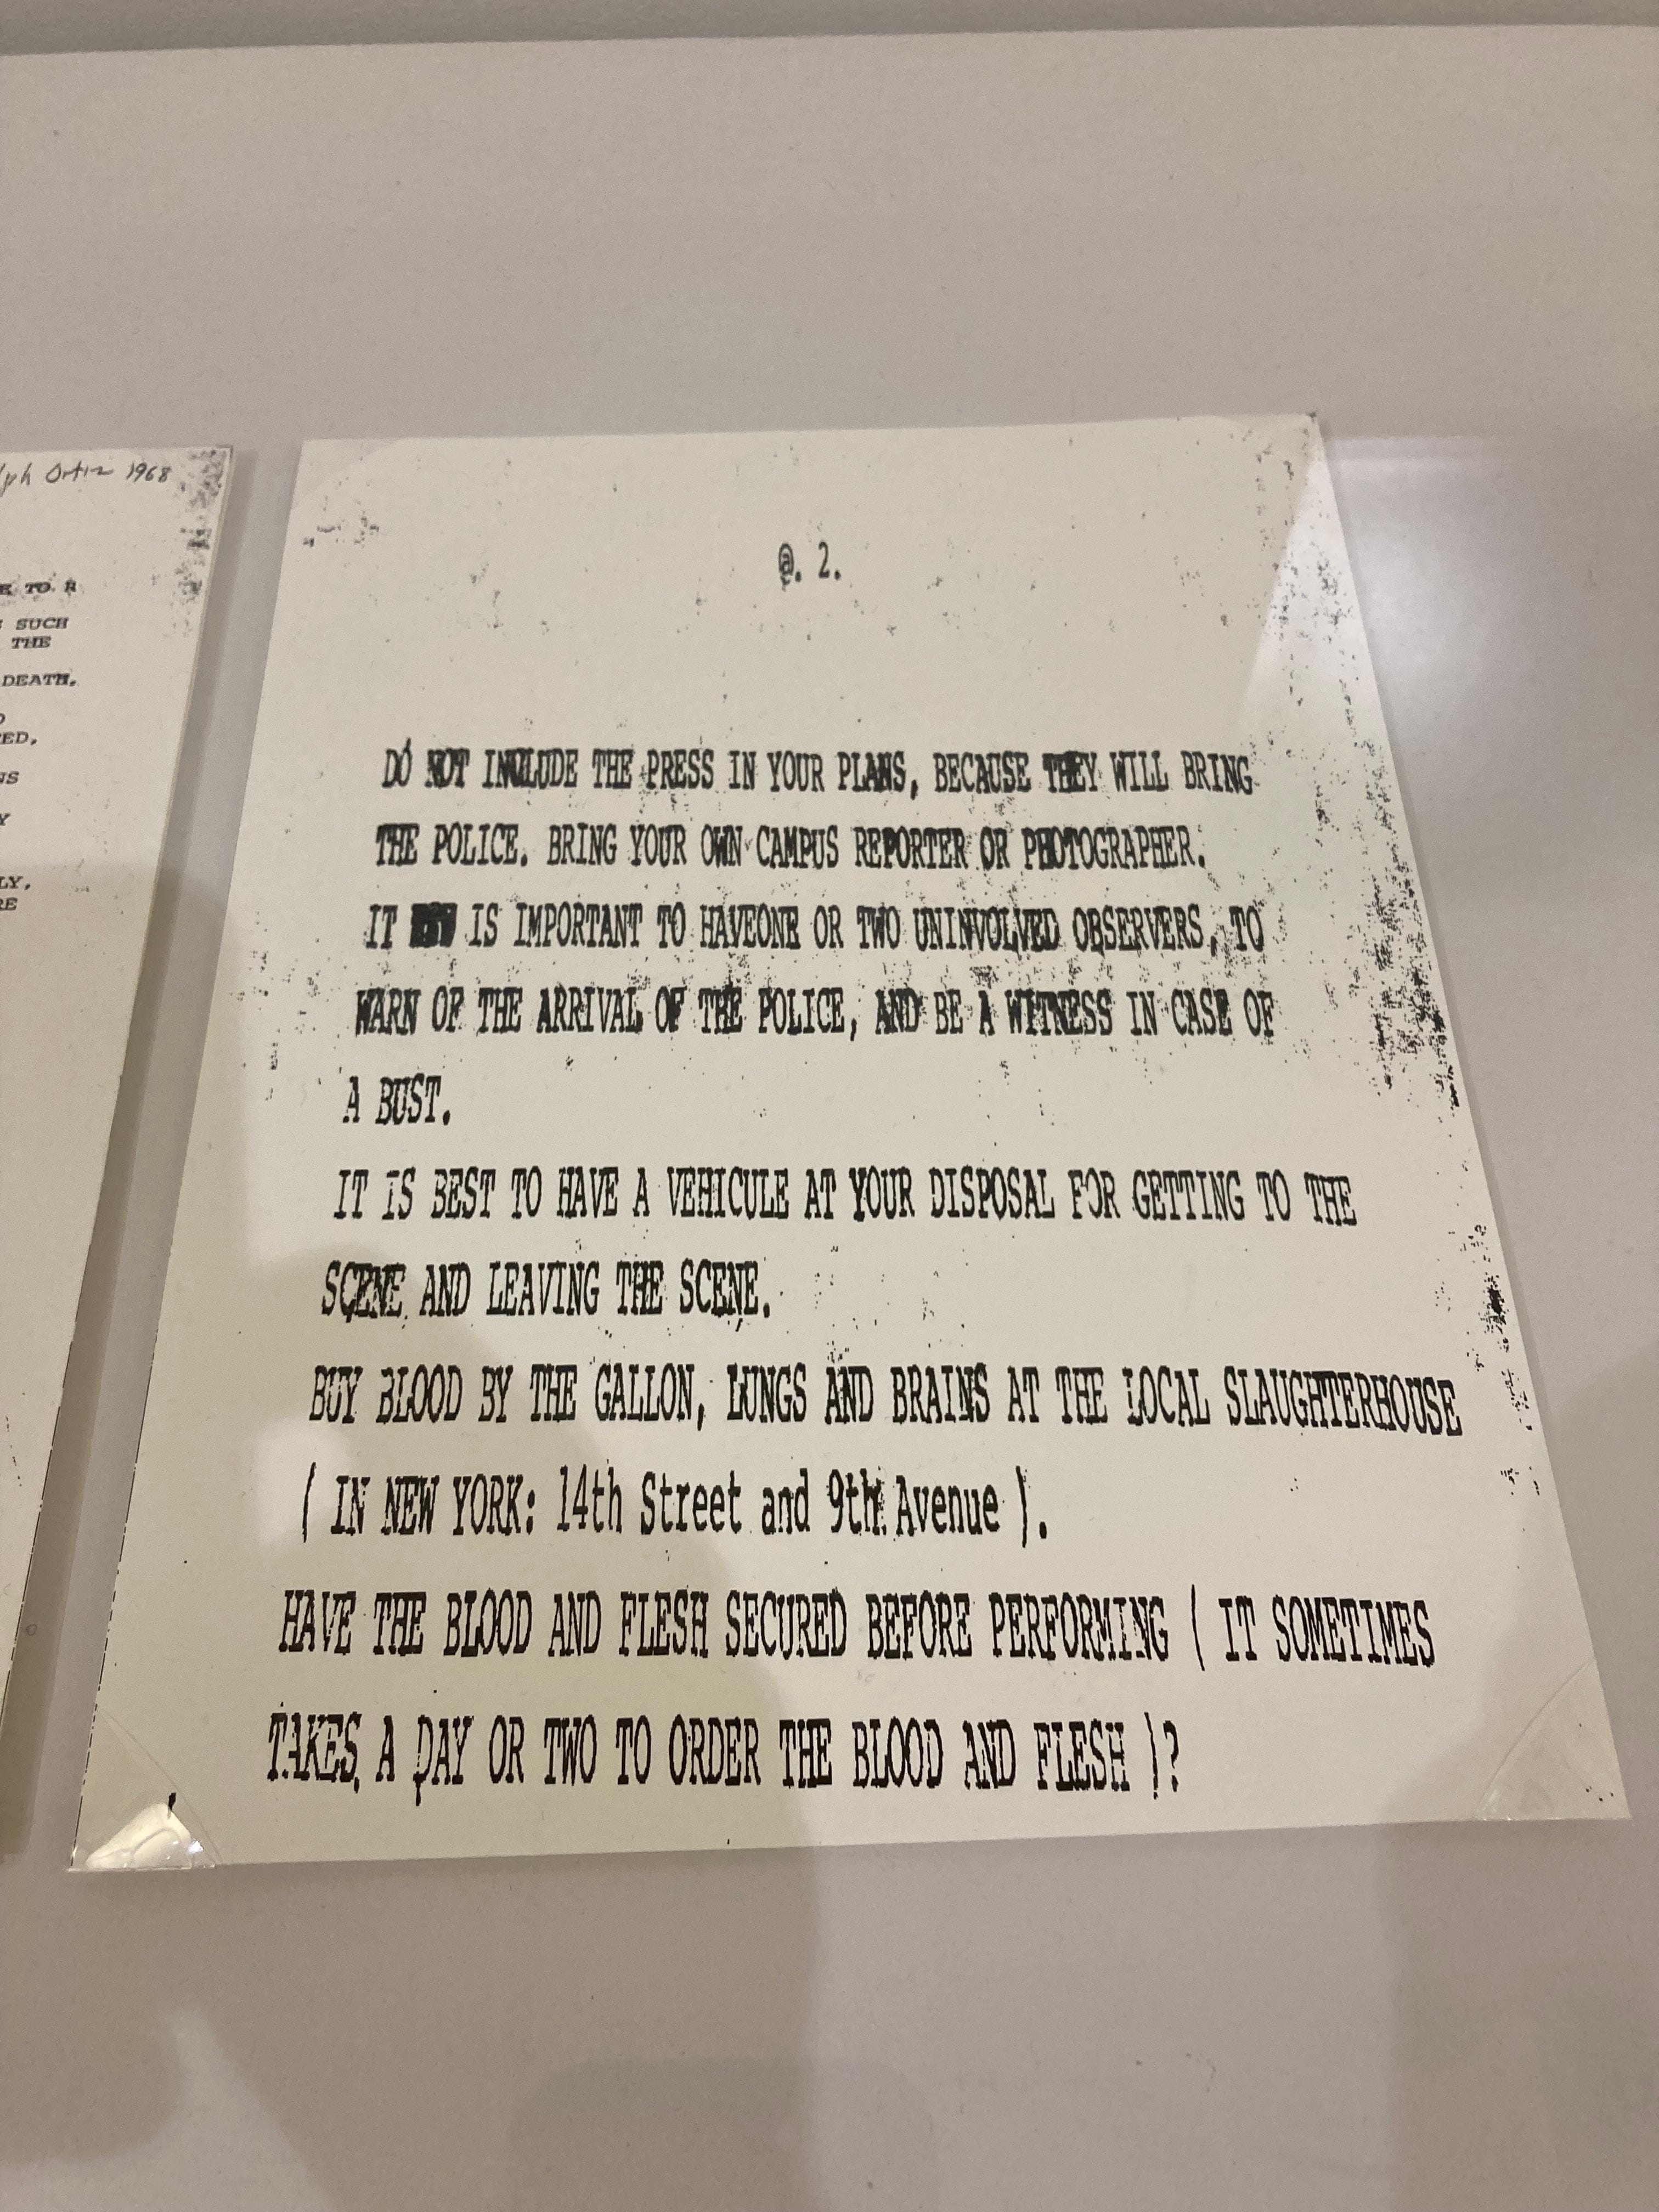 Ortiz 1968
TO A
SUCH
THE
DEATH,
@. 2.
DO NOT INCLUDE THE PRESS IN YOUR PLANS, BECAUSE THEY WILL BRING
THE POLICE. BRING YOUR OWN CAMPUS REPORTER OR PHOTOGRAPHER.
IT IS IMPORTANT TO HAVEONE OR TWO UNINVOLVED OBSERVERS, TO
WARN OF THE ARRIVAL OF THE POLICE, AND BE A WITNESS IN CASE OF
A BUST.
IT IS BEST TO HAVE A VEHICULE AT YOUR DISPOSAL FOR GETTING TO THE
SCENE AND LEAVING THE SCENE.
BUY BLOOD BY THE GALLON, LUNGS AND BRAINS AT THE LOCAL SLAUGHTERHOUSE
( IN NEW YORK: 14th Street and 9th Avenue ).
HAVE THE BLOOD AND FLESH SECURED BEFORE PERFORMING ( IT SOMETIMES
TAKES A DAY OR TWO TO ORDER THE BLOOD AND FLESH )?